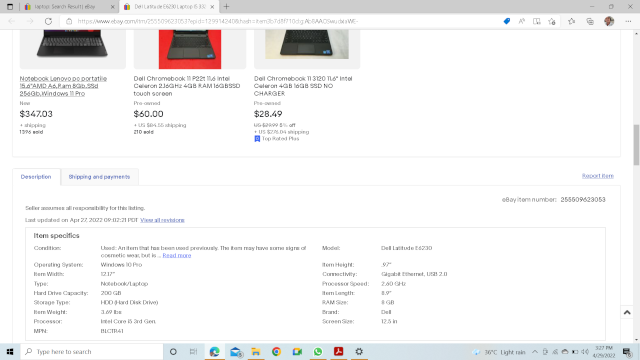 laptop: Search Results eBay
Dell Latitude E6230 Laptop i5 3Gb
https://www.ebay.com/itm/255509623053?
Notebook Lenovo pc portatile
15.6"AMD A6,Ram 8Gb,SSd
256Gb,Windows 11 Pro
New
$347.03
+ shipping
1396 sold
Dell Chromebook 11 P22t 11.6 Intel
Celeron 2.16GHz 4GB RAM 16GBSSD
touch screen
Pre-owned
$60.00
+ US $84.55 shipping
210 sold
Dell Chromebook 11 3120 11.6" Intel
Celeron 4GB 16GB SSD NO
CHARGER
Pre-owned
$28.49
US $29.99 5% off
+ US $276.04 shipping
Top Rated Plus
Description
Shipping and payments
Report item
eBay item number: 255509623053
Seller assumes all responsibility for this listing.
Last updated on Apr 27, 2022 09:02:21 PDT View all revisions
Item specifics
Condition: Used: An item that has been used previously. The item may have some signs of
cosmetic wear, but is ... Read more
Model: Dell Latitude E6230
Operating System: Windows 10 Pro
Item Height: .97"
Item Width: 12.17"
Connectivity: Gigabit Ethernet, USB 2.0
Type: Notebook/Laptop
Processor Speed: 2.60 GHz
Hard Drive Capacity: 200 GB
Item Length: 8.9"
Storage Type: HDD (Hard Disk Drive)
RAM Size: 8 GB
Item Weight: 3.69 lbs
Brand: Dell
Processor: Intel Core i5 3rd Gen.
Screen Size: 12.5 in
MPN: BLCTR41
Type here to search
36°C Light rain
3:27 PM
4/29/2022